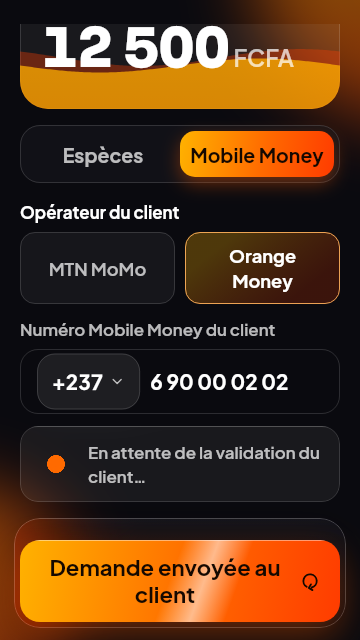 12 500 FCFA
Espèces
Mobile Money
Opérateur du client
MTN MoMo
Orange
Money
Numéro Mobile Money du client
+237
6 90 00 02 02
En attente de la validation du
client…
Demande envoyée au
client